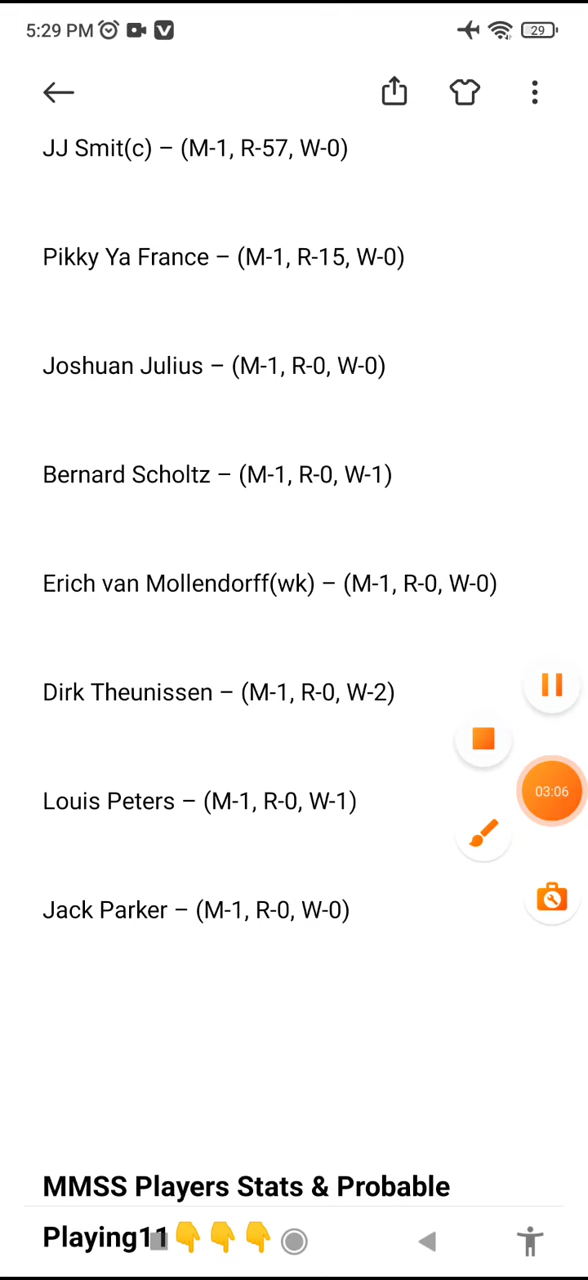 5:29 PM
29
JJ Smit(c) – (M-1, R-57, W-0)
Pikky Ya France – (M-1, R-15, W-0)
Joshuan Julius – (M-1, R-0, W-0)
Bernard Scholtz – (M-1, R-0, W-1)
Erich van Mollendorff(wk) – (M-1, R-0, W-0)
Dirk Theunissen – (M-1, R-0, W-2)
Louis Peters – (M-1, R-0, W-1)
03:06
Jack Parker – (M-1, R-0, W-0)
MMSS Players Stats & Probable
Playing11👇👇👇